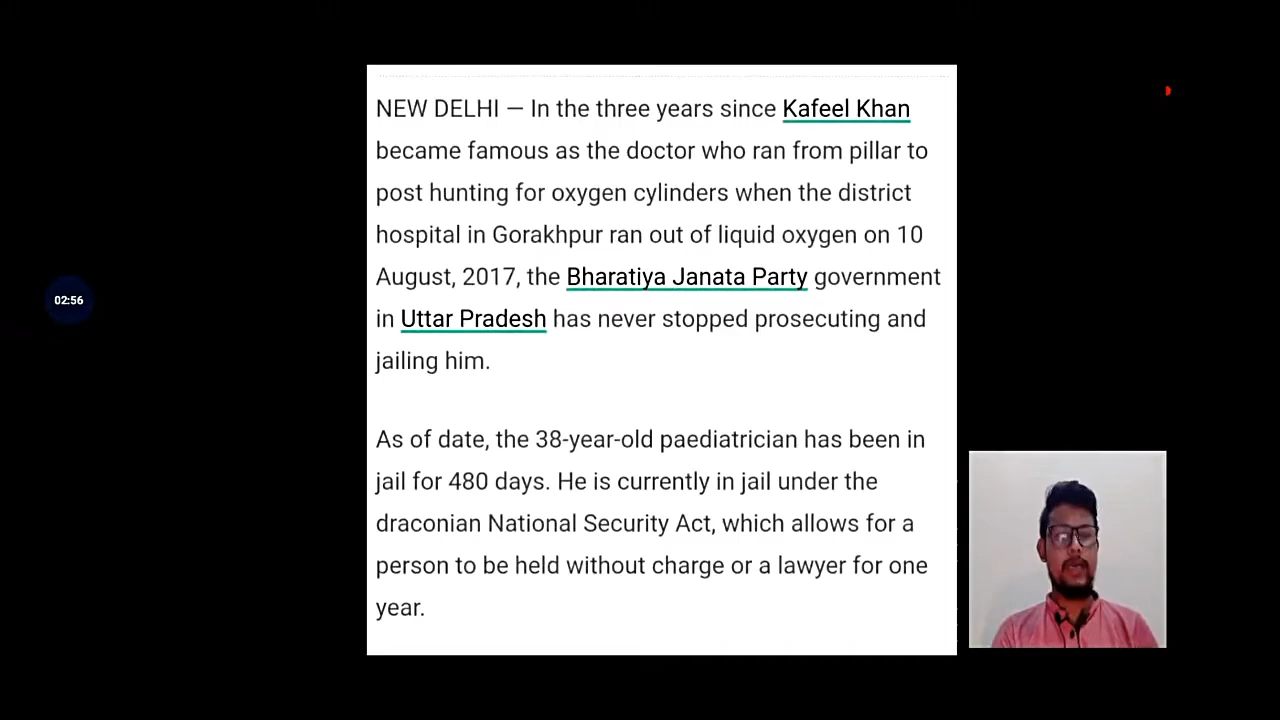 NEW DELHI — In the three years since Kafeel Khan
became famous as the doctor who ran from pillar to
post hunting for oxygen cylinders when the district
hospital in Gorakhpur ran out of liquid oxygen on 10
August, 2017, the Bharatiya Janata Party government
in Uttar Pradesh has never stopped prosecuting and
jailing him.
02:56
As of date, the 38-year-old paediatrician has been in
jail for 480 days. He is currently in jail under the
draconian National Security Act, which allows for a
person to be held without charge or a lawyer for one
year.